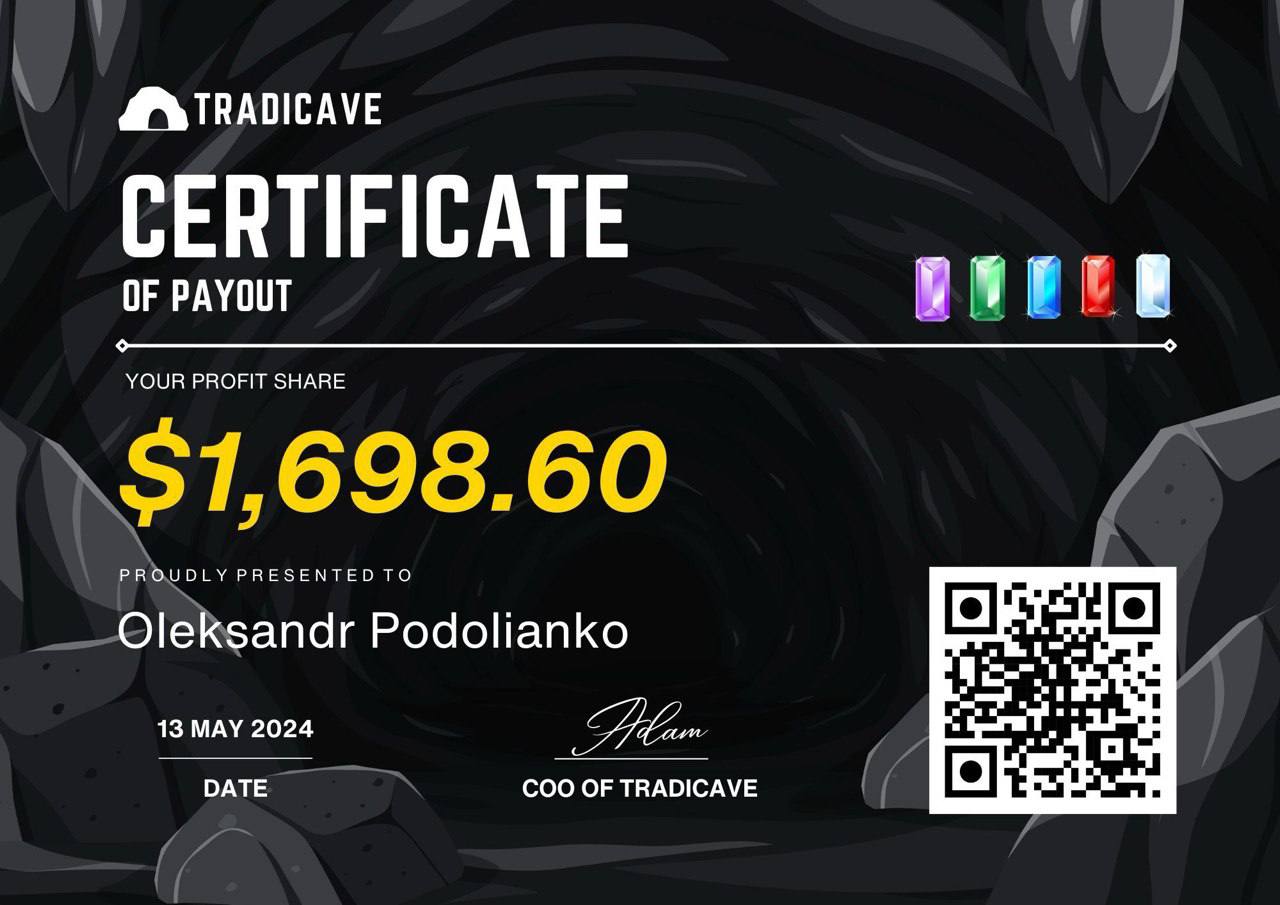 TRADICAVE
CERTIFICATE
OF PAYOUT
YOUR PROFIT SHARE
$1,698.60
PROUDLY PRESENTED TO
Oleksandr Podolianko
13 MAY 2024
DATE
Adam
COO OF TRADICAVE